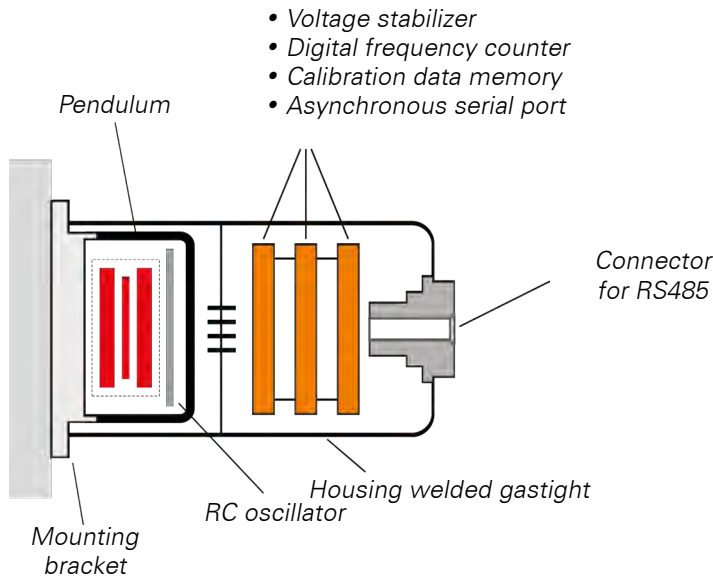 • Voltage stabilizer
• Digital frequency counter
• Calibration data memory
• Asynchronous serial port
Pendulum
Connector
for RS485
Housing welded gastight
RC oscillator
Mounting
bracket